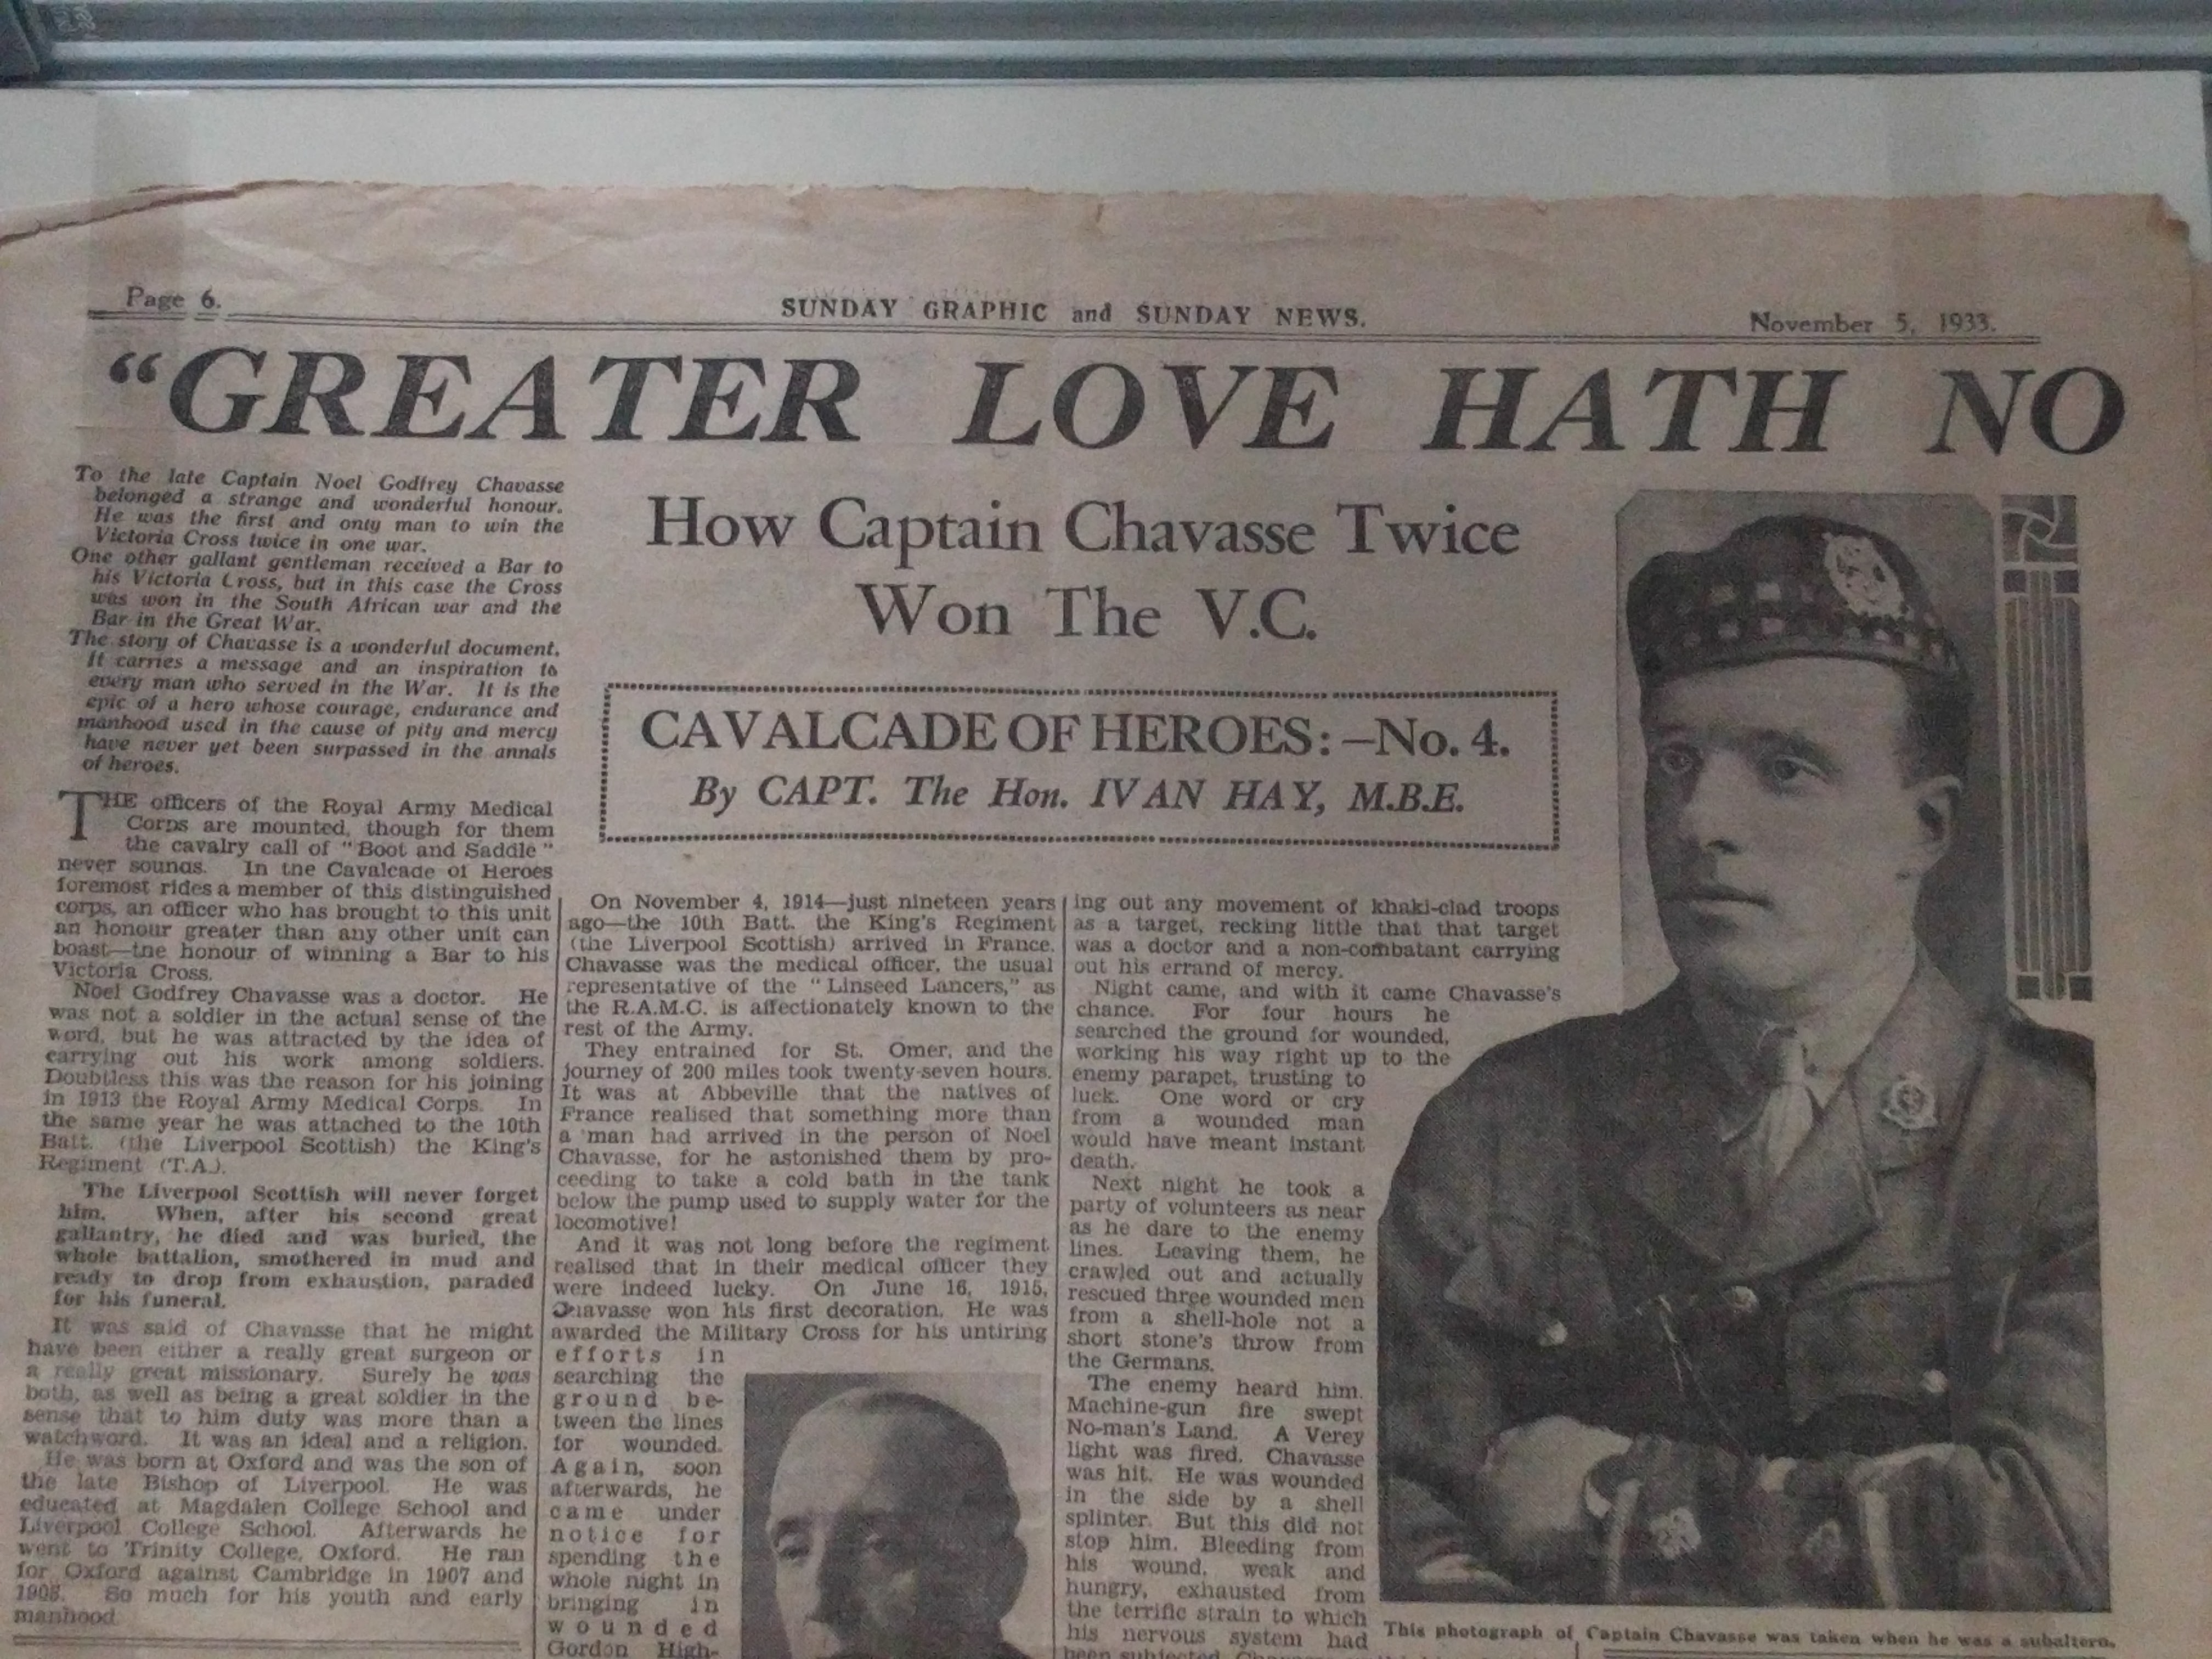 Page 6.
SUNDAY GRAPHIC and SUNDAY NEWS.
November 5, 1933.
"GREATER LOVE HATH NO
To the late Captain Noel Godfrey Chavasse
belonged a strange and wonderful honour.
He was the first and only man to win the
Victoria Cross twice in one war.
One other gallant gentleman received a Bar to
his Victoria Cross, but in this case the Cross
was won in the South African war and the
Bar in the Great War.
The story of Chavasse is a wonderful document.
It carries a message and an inspiration to
every man who served in the War. It is the
epic of a hero whose courage, endurance and
manhood used in the cause of pity and mercy
have never yet been surpassed in the annals
of heroes.
How Captain Chavasse Twice
Won The V.C.
CAVALCADE OF HEROES:—No. 4.
By CAPT. The Hon. IVAN HAY, M.B.E.
THE officers of the Royal Army Medical
Corps are mounted, though for them
the cavalry call of "Boot and Saddle"
never sounds. In the Cavalcade of Heroes
foremost rides a member of this distinguished
corps, an officer who has brought to this unit
an honour greater than any other unit can
boast—the honour of winning a Bar to his
Victoria Cross.
Noel Godfrey Chavasse was a doctor. He
was not a soldier in the actual sense of the
word, but he was attracted by the idea of
carrying out his work among soldiers.
Doubtless this was the reason for his joining
in 1913 the Royal Army Medical Corps. In
the same year he was attached to the 10th
Batt. (the Liverpool Scottish) the King's
Regiment (T.A.).
The Liverpool Scottish will never forget
him. When, after his second great
gallantry, he died and was buried, the
whole battalion, smothered in mud and
ready to drop from exhaustion, paraded
for his funeral.
It was said of Chavasse that he might
have been either a really great surgeon or
a really great missionary. Surely he was
both, as well as being a great soldier in the
sense that to him duty was more than a
watchword. It was an ideal and a religion.
He was born at Oxford and was the son of
the late Bishop of Liverpool. He was
educated at Magdalen College School and
Liverpool College School. Afterwards he
went to Trinity College, Oxford. He ran
for Oxford against Cambridge in 1907 and
1908. So much for his youth and early
manhood.
On November 4, 1914—just nineteen years
ago—the 10th Batt. the King's Regiment
(the Liverpool Scottish) arrived in France.
Chavasse was the medical officer, the usual
representative of the "Linseed Lancers," as
the R.A.M.C. is affectionately known to the
rest of the Army.
They entrained for St. Omer, and the
journey of 200 miles took twenty-seven hours.
It was at Abbeville that the natives of
France realised that something more than
a man had arrived in the person of Noel
Chavasse, for he astonished them by pro-
ceeding to take a cold bath in the tank
below the pump used to supply water for the
locomotive!
And it was not long before the regiment
realised that in their medical officer they
were indeed lucky. On June 16, 1915,
Chavasse won his first decoration. He was
awarded the Military Cross for his untiring
efforts in
searching the
ground be-
tween the lines
for wounded.
Again, soon
afterwards, he
came under
notice for
spending the
whole night in
bringing in
wounded
Gordon High-
ing out any movement of khaki-clad troops
as a target, recking little that that target
was a doctor and a non-combatant carrying
out his errand of mercy.
Night came, and with it came Chavasse's
chance. For four hours he
searched the ground for wounded,
working his way right up to the
enemy parapet, trusting to
luck. One word or cry
from a wounded man
would have meant instant
death.
Next night he took a
party of volunteers as near
as he dare to the enemy
lines. Leaving them, he
crawled out and actually
rescued three wounded men
from a shell-hole not a
short stone's throw from
the Germans.
The enemy heard him.
Machine-gun fire swept
No-man's Land. A Verey
light was fired. Chavasse
was hit. He was wounded
in the side by a shell
splinter. But this did not
stop him. Bleeding from
his wound, weak and
hungry, exhausted from
the terrific strain to which
his nervous system had
been subjected,
This photograph of Captain Chavasse was taken when he was a subaltern.